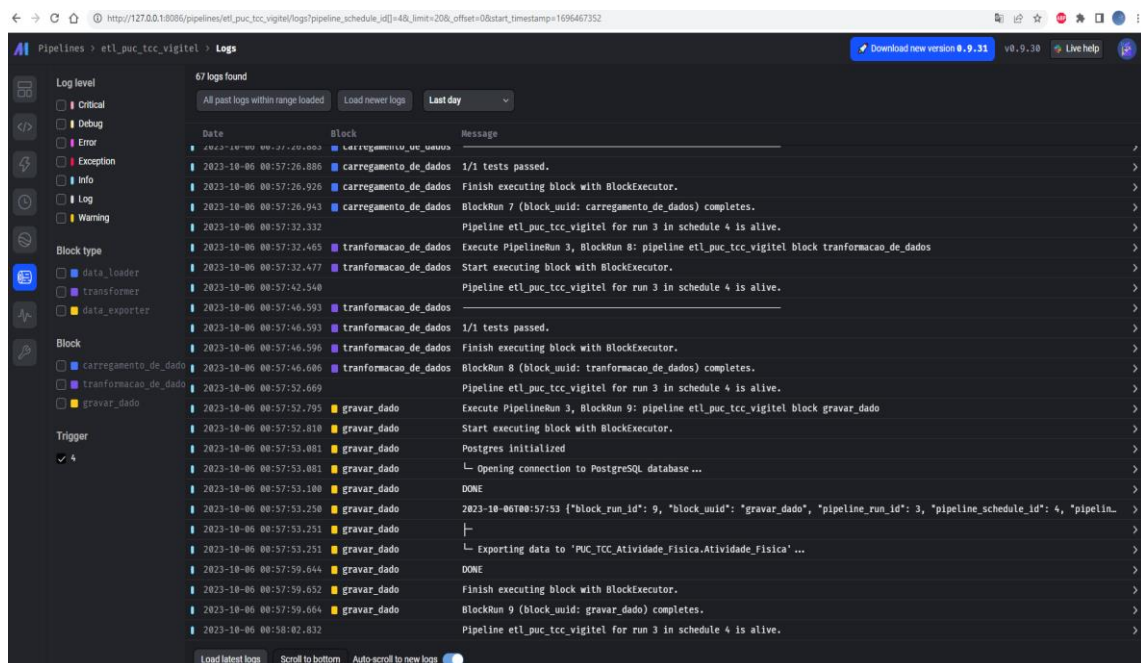 http://127.0.0.1:8086/pipelines/etl_puc_tcc_vigitel/logs?pipeline_schedule_id[]=4&_limit=20&_offset=0&start_timestamp=1696467352
Pipelines > etl_puc_tcc_vigitel > Logs
Download new version 0.9.31
v0.9.30
Live help
Log level
Critical
Debug
Error
Exception
Info
Log
Warning
Block type
data_loader
transformer
data_exporter
Block
carregamento_de_dado
tranformacao_de_dado
gravar_dado
Trigger
4
67 logs found
All past logs within range loaded Load newer logs Last day
Date Block Message
2023-10-06 00:57:26.883 carregamento_de_dados
2023-10-06 00:57:26.886 carregamento_de_dados 1/1 tests passed.
2023-10-06 00:57:26.926 carregamento_de_dados Finish executing block with BlockExecutor.
2023-10-06 00:57:26.943 carregamento_de_dados BlockRun 7 (block_uuid: carregamento_de_dados) completes.
2023-10-06 00:57:32.332 Pipeline etl_puc_tcc_vigitel for run 3 in schedule 4 is alive.
2023-10-06 00:57:32.465 tranformacao_de_dados Execute PipelineRun 3, BlockRun 8: pipeline etl_puc_tcc_vigitel block tranformacao_de_dados
2023-10-06 00:57:32.477 tranformacao_de_dados Start executing block with BlockExecutor.
2023-10-06 00:57:42.540 Pipeline etl_puc_tcc_vigitel for run 3 in schedule 4 is alive.
2023-10-06 00:57:46.593 tranformacao_de_dados
2023-10-06 00:57:46.593 tranformacao_de_dados 1/1 tests passed.
2023-10-06 00:57:46.596 tranformacao_de_dados Finish executing block with BlockExecutor.
2023-10-06 00:57:46.606 tranformacao_de_dados BlockRun 8 (block_uuid: tranformacao_de_dados) completes.
2023-10-06 00:57:52.669 Pipeline etl_puc_tcc_vigitel for run 3 in schedule 4 is alive.
2023-10-06 00:57:52.795 gravar_dado Execute PipelineRun 3, BlockRun 9: pipeline etl_puc_tcc_vigitel block gravar_dado
2023-10-06 00:57:52.810 gravar_dado Start executing block with BlockExecutor.
2023-10-06 00:57:53.081 gravar_dado Postgres initialized
2023-10-06 00:57:53.081 gravar_dado └─ Opening connection to PostgreSQL database...
2023-10-06 00:57:53.100 gravar_dado DONE
2023-10-06 00:57:53.250 gravar_dado 2023-10-06T00:57:53 {"block_run_id": 9, "block_uuid": "gravar_dado", "pipeline_run_id": 3, "pipeline_schedule_id": 4, "pipelin…
2023-10-06 00:57:53.251 gravar_dado ├─
2023-10-06 00:57:53.251 gravar_dado └─ Exporting data to 'PUC_TCC_Atividade_Fisica.Atividade_Fisica'...
2023-10-06 00:57:59.644 gravar_dado DONE
2023-10-06 00:57:59.652 gravar_dado Finish executing block with BlockExecutor.
2023-10-06 00:57:59.664 gravar_dado BlockRun 9 (block_uuid: gravar_dado) completes.
2023-10-06 00:58:02.832 Pipeline etl_puc_tcc_vigitel for run 3 in schedule 4 is alive.
Load latest logs Scroll to bottom Auto-scroll to new logs